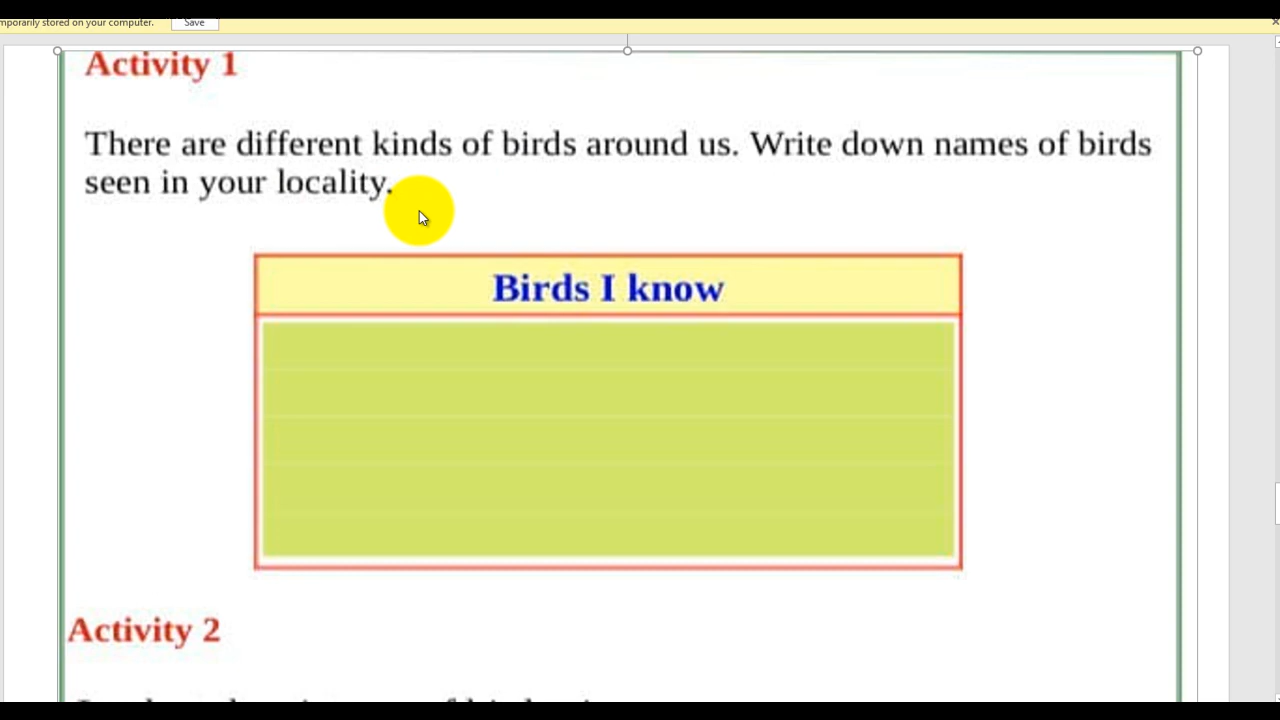 mporarily stored on your computer. Save
Activity 1
There are different kinds of birds around us. Write down names of birds
seen in your locality.
Birds I know
Activity 2